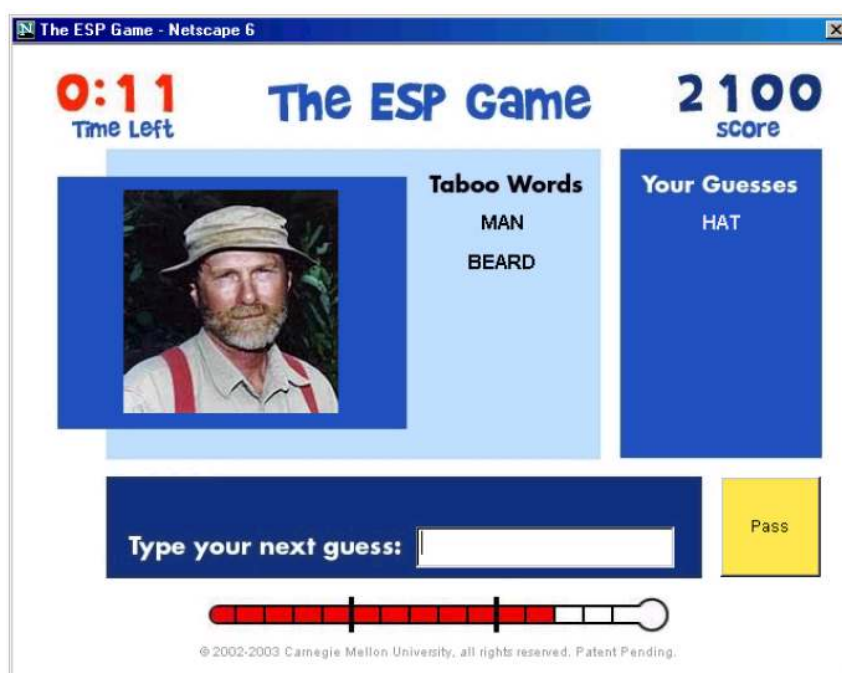 The ESP Game - Netscape 6
0:11
Time Left
The ESP Game
2100
score
Taboo Words
MAN
BEARD
Your Guesses
HAT
Type your next guess:
Pass
© 2002-2003 Carnegie Mellon University, all rights reserved. Patent Pending.